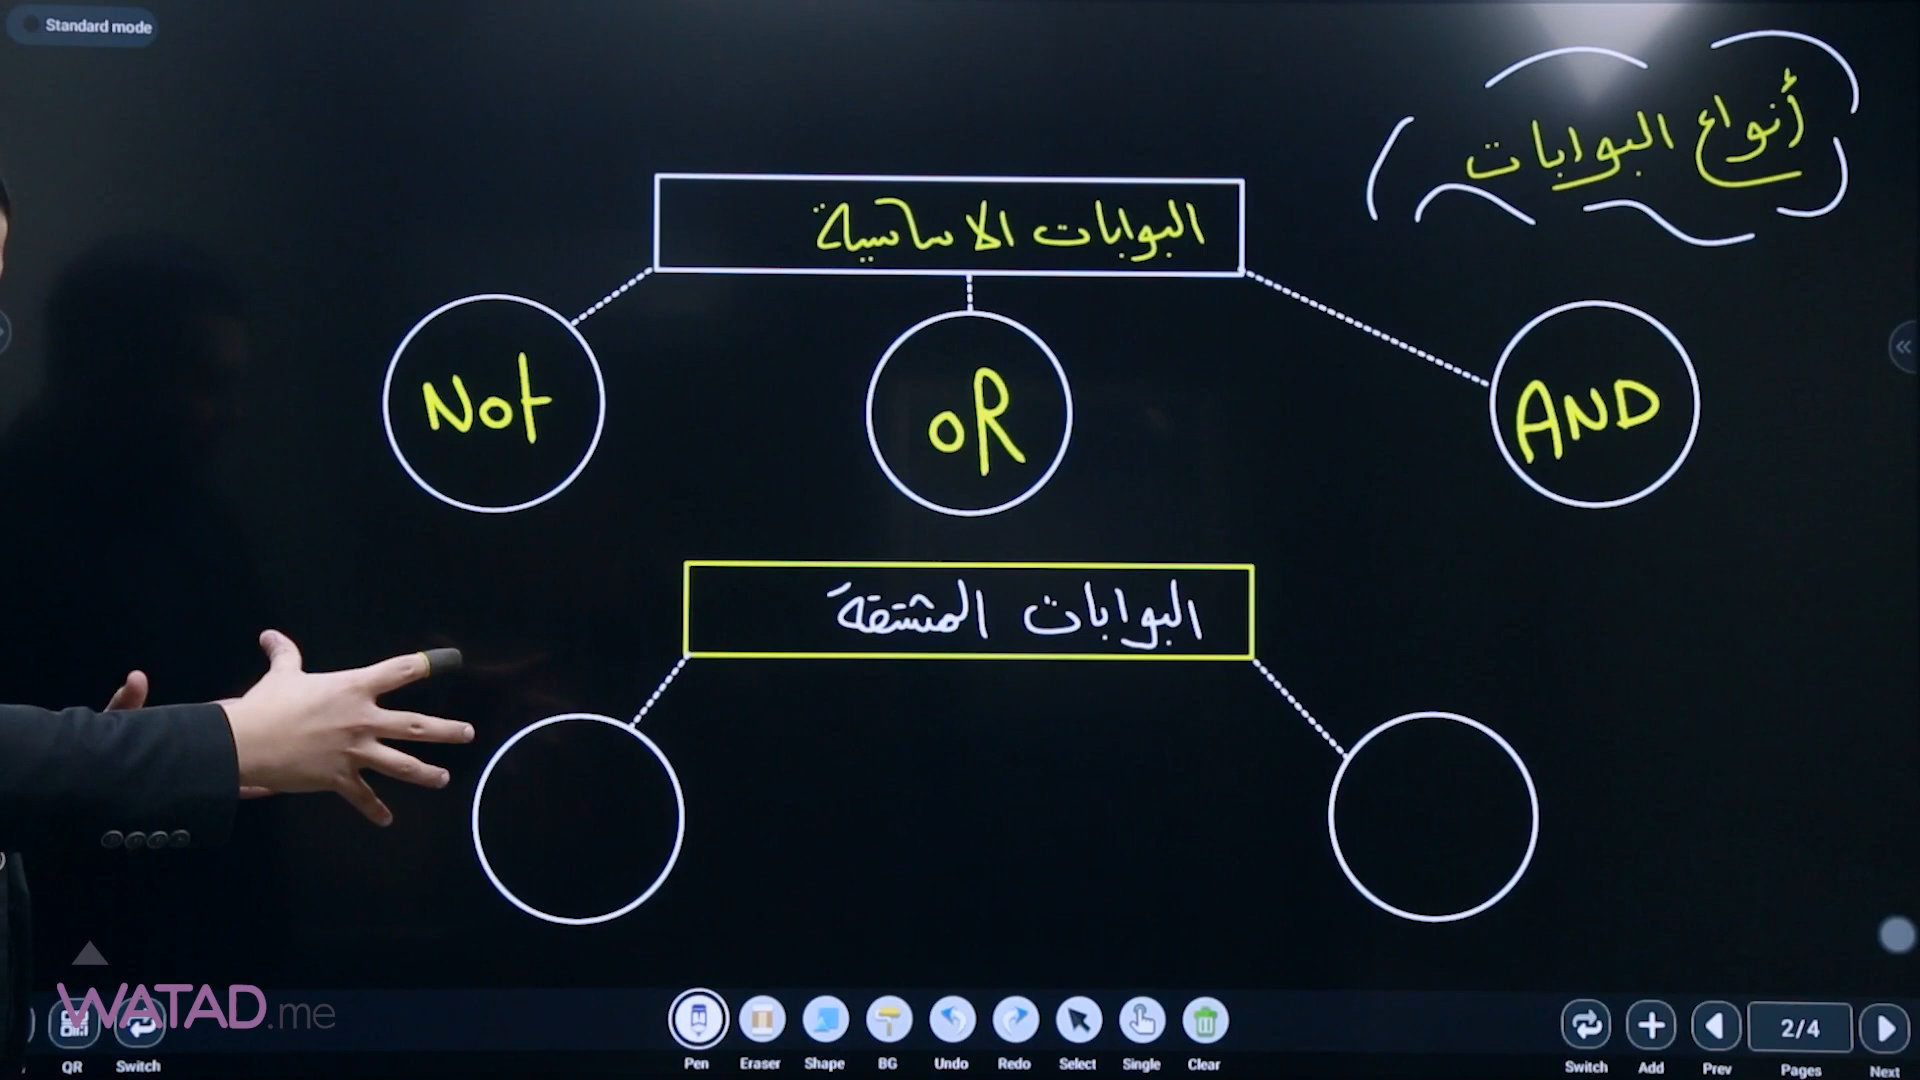 Standard mode
أنواع البوابات
البوابات الاساسية
Not
OR
AND
البوابات المشتقة
WATAD.me
QR
Switch
Pen
Eraser
Shape
BG
Undo
Redo
Select
Single
Clear
Switch
Add
Prev
2/4
Pages
Next